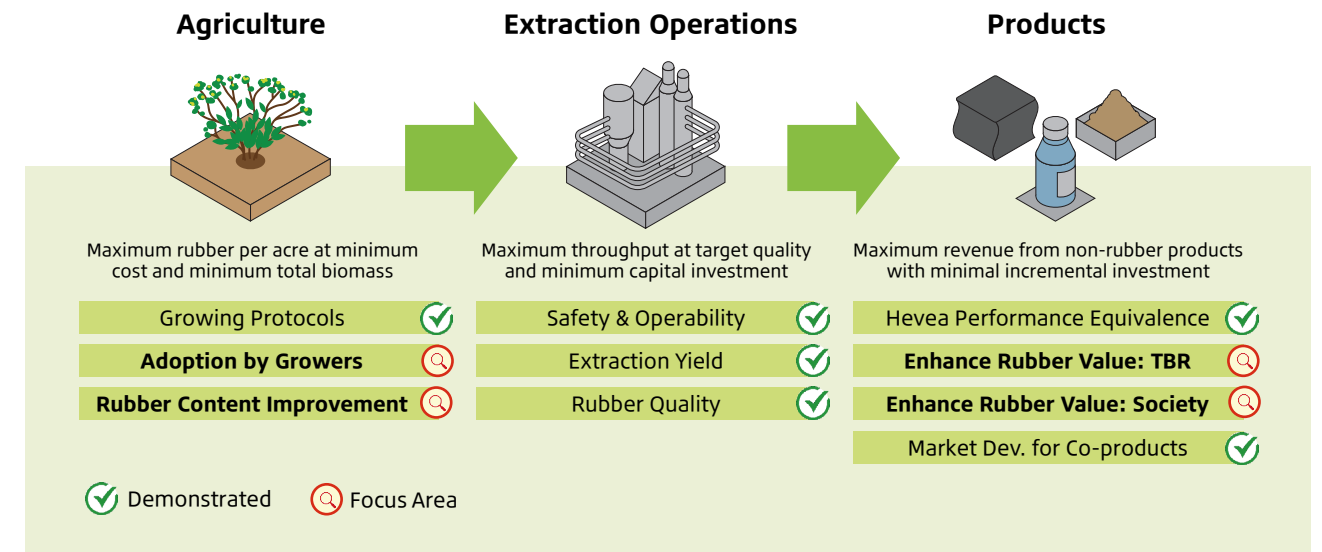 Agriculture
Extraction Operations
Products
Maximum rubber per acre at minimum
cost and minimum total biomass
Maximum throughput at target quality
and minimum capital investment
Maximum revenue from non-rubber products
with minimal incremental investment
Growing Protocols
Adoption by Growers
Rubber Content Improvement
Safety & Operability
Extraction Yield
Rubber Quality
Hevea Performance Equivalence
Enhance Rubber Value: TBR
Enhance Rubber Value: Society
Market Dev. for Co-products
Demonstrated
Focus Area